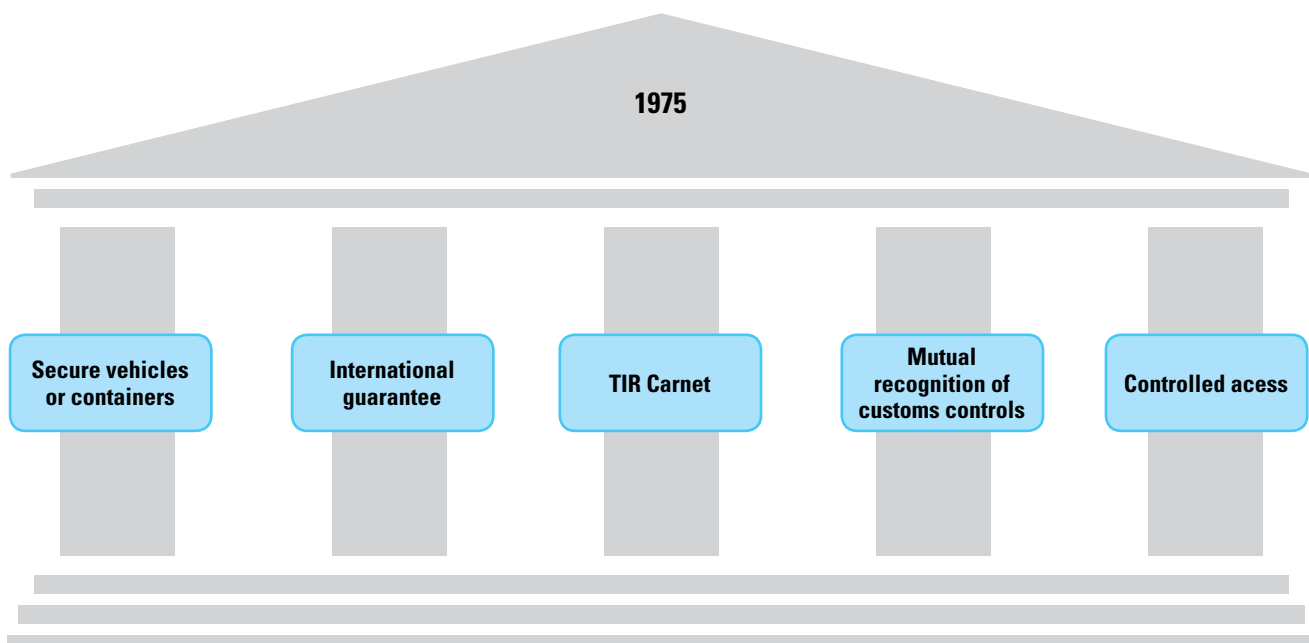 1975
Secure vehicles
or containers
International
guarantee
TIR Carnet
Mutual
recognition of
customs controls
Controlled acess